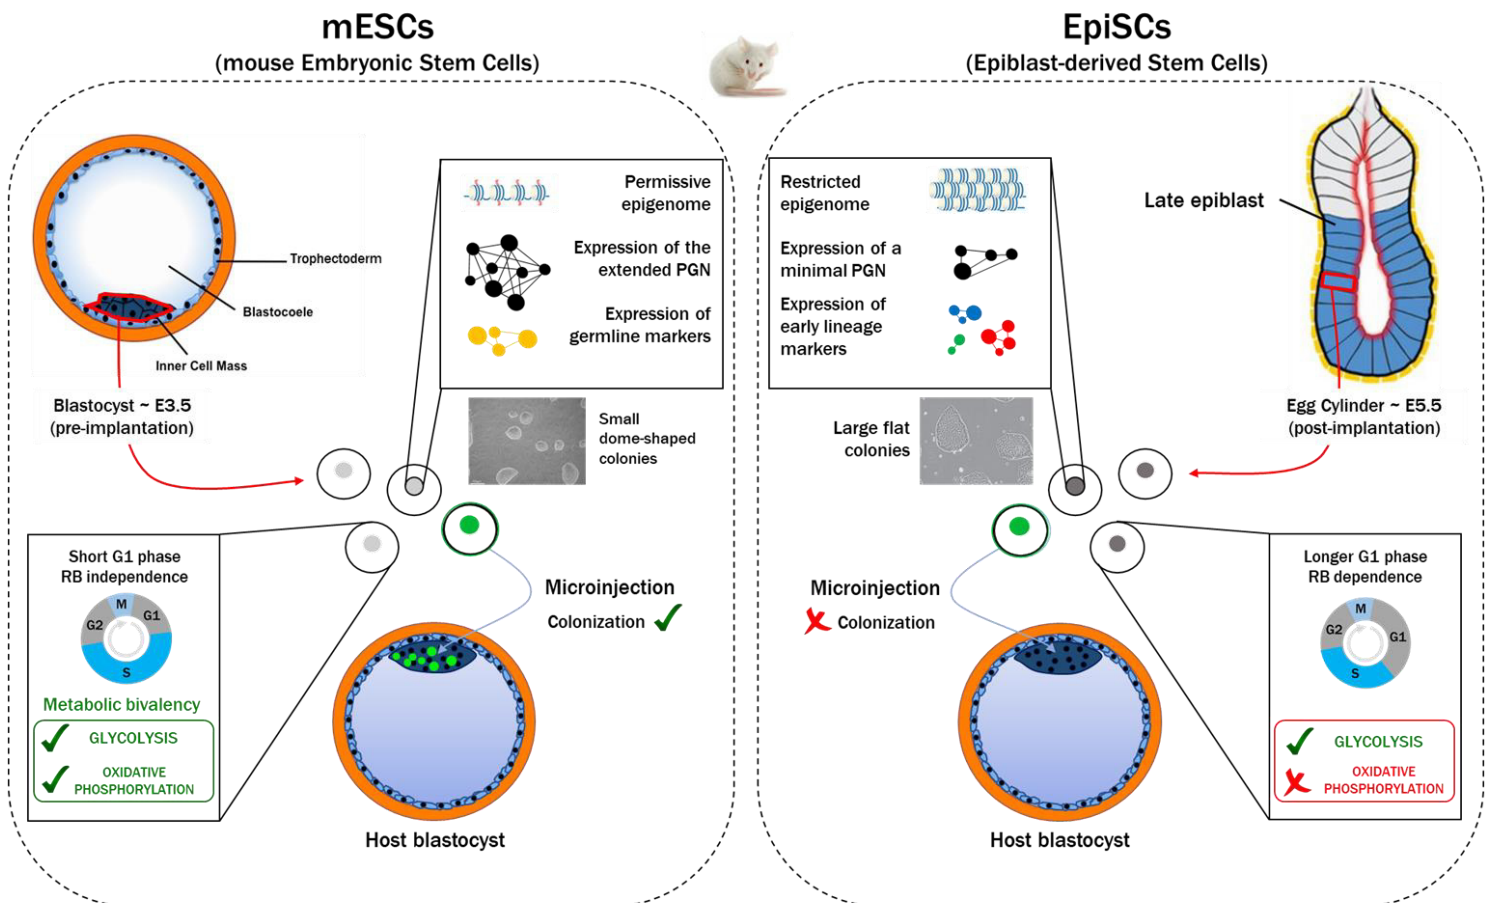 mESCs
(mouse Embryonic Stem Cells)
Trophectoderm
Blastocoele
Inner Cell Mass
Blastocyst ~ E3.5
(pre-implantation)
Permissive
epigenome
Expression of the
extended PGN
Expression of
germline markers
Small
dome-shaped
colonies
Short G1 phase
RB independence
M
G1
G2
S
Metabolic bivalency
GLYCOLYSIS
OXIDATIVE
PHOSPHORYLATION
Microinjection
Colonization
Host blastocyst
EpiSCs
(Epiblast-derived Stem Cells)
Restricted
epigenome
Expression of a
minimal PGN
Expression of
early lineage
markers
Late epiblast
Egg Cylinder ~ E5.5
(post-implantation)
Large flat
colonies
Microinjection
Colonization
Host blastocyst
Longer G1 phase
RB dependence
M
G2
G1
S
GLYCOLYSIS
OXIDATIVE
PHOSPHORYLATION